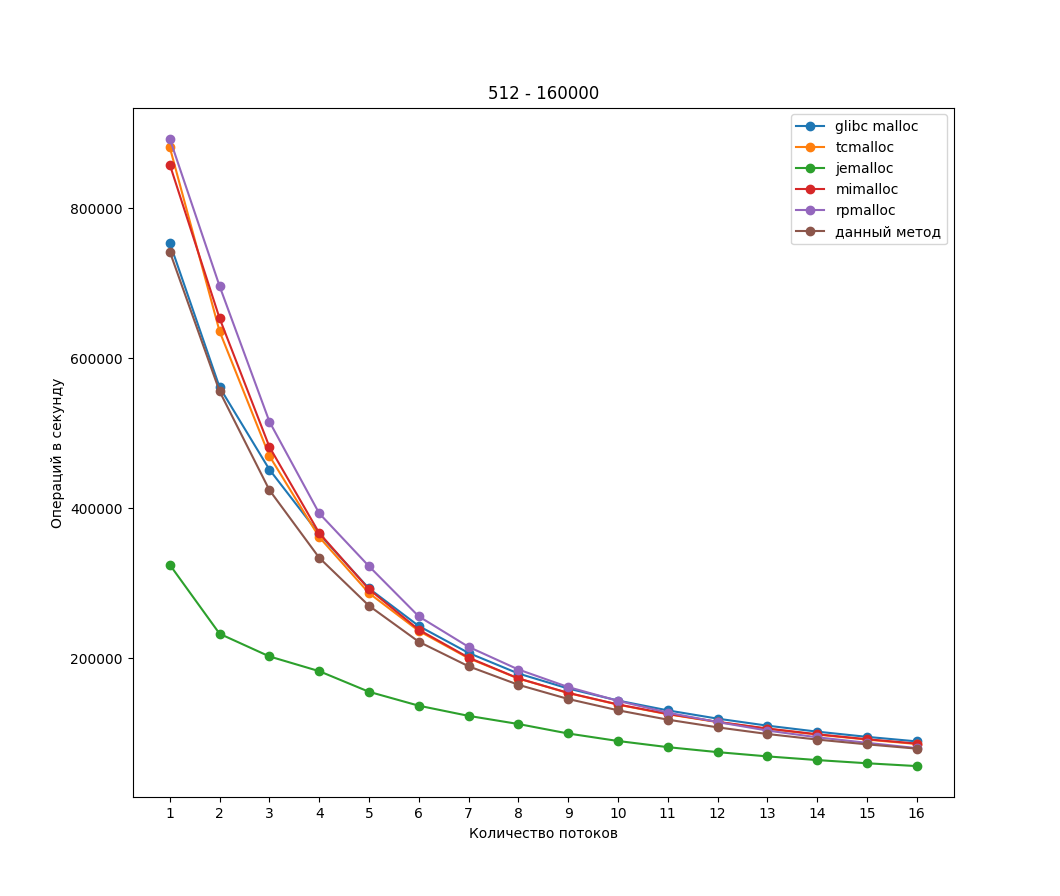 512 - 160000
glibc malloc
tcmalloc
jemalloc
mimalloc
rpmalloc
данный метод
800000
600000
400000
200000
Операций в секунду
1 2 3 4 5 6 7 8 9 10 11 12 13 14 15 16
Количество потоков